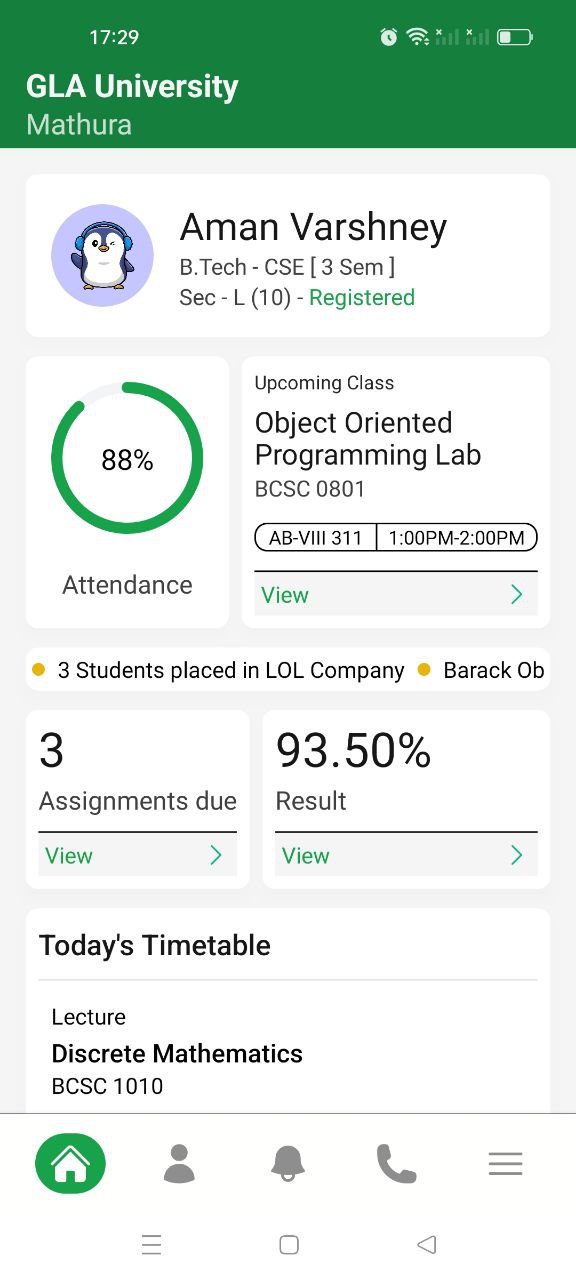 17:29
GLA University
Mathura
Aman Varshney
B.Tech - CSE [ 3 Sem ]
Sec - L (10) - Registered
88%
Attendance
Upcoming Class
Object Oriented
Programming Lab
BCSC 0801
AB-VIII 311 1:00PM-2:00PM
View
3 Students placed in LOL Company Barack Ob
3
Assignments due
View
93.50%
Result
View
Today's Timetable
Lecture
Discrete Mathematics
BCSC 1010